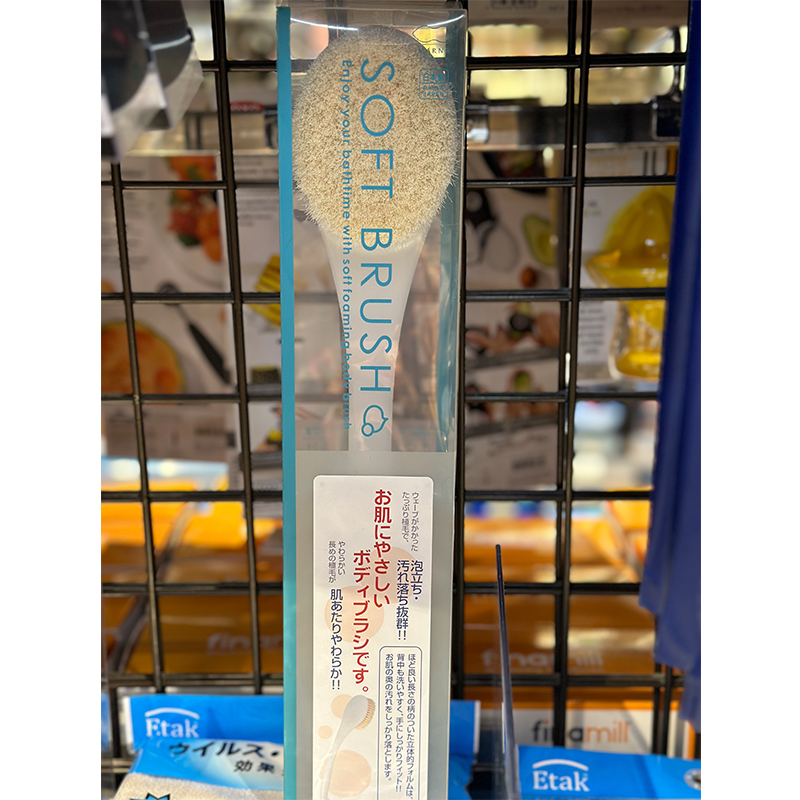 SOFT BRUSH
Enjoy your bathtime with soft foaming body brush
ウェーブがかかった
たっぷり植毛で、
泡立ち・
汚れ落ち抜群!!
お肌にやさしい
ボディブラシです。
やわらかい
長めの植毛が
肌あたりやわらか!!
ほど良い長さの柄のついた立体的フォルムは、
背中も洗いやすく、手にしっかりフィット!!
お肌の奥の汚れをしっかり落とします。
finamill
finamill
finamill
Etak
ウイルス・
効果
Etak